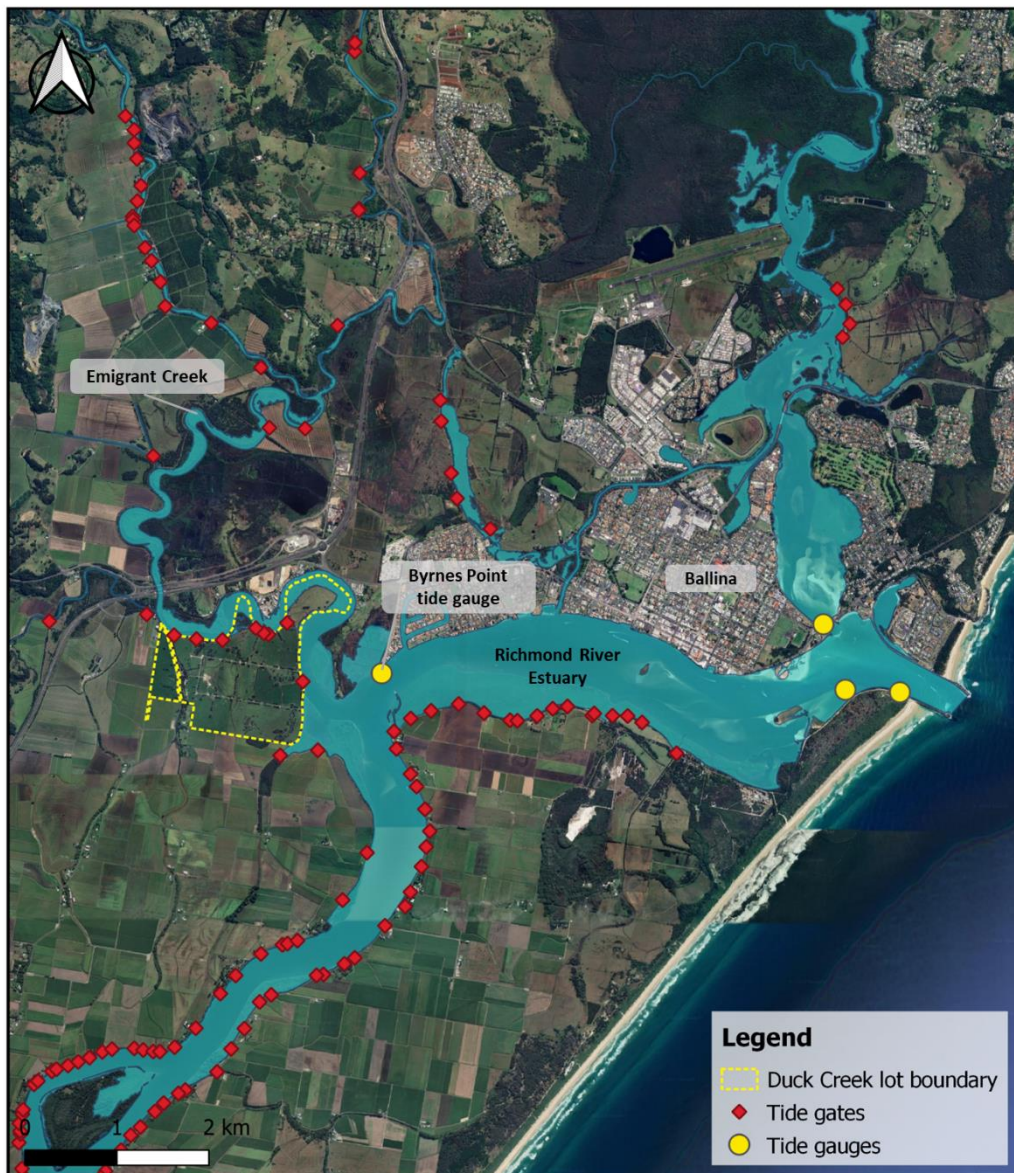 Emigrant Creek
Byrnes Point
tide gauge
Ballina
Richmond River
Estuary
Legend
Duck Creek lot boundary
Tide gates
Tide gauges
0 1 2 km